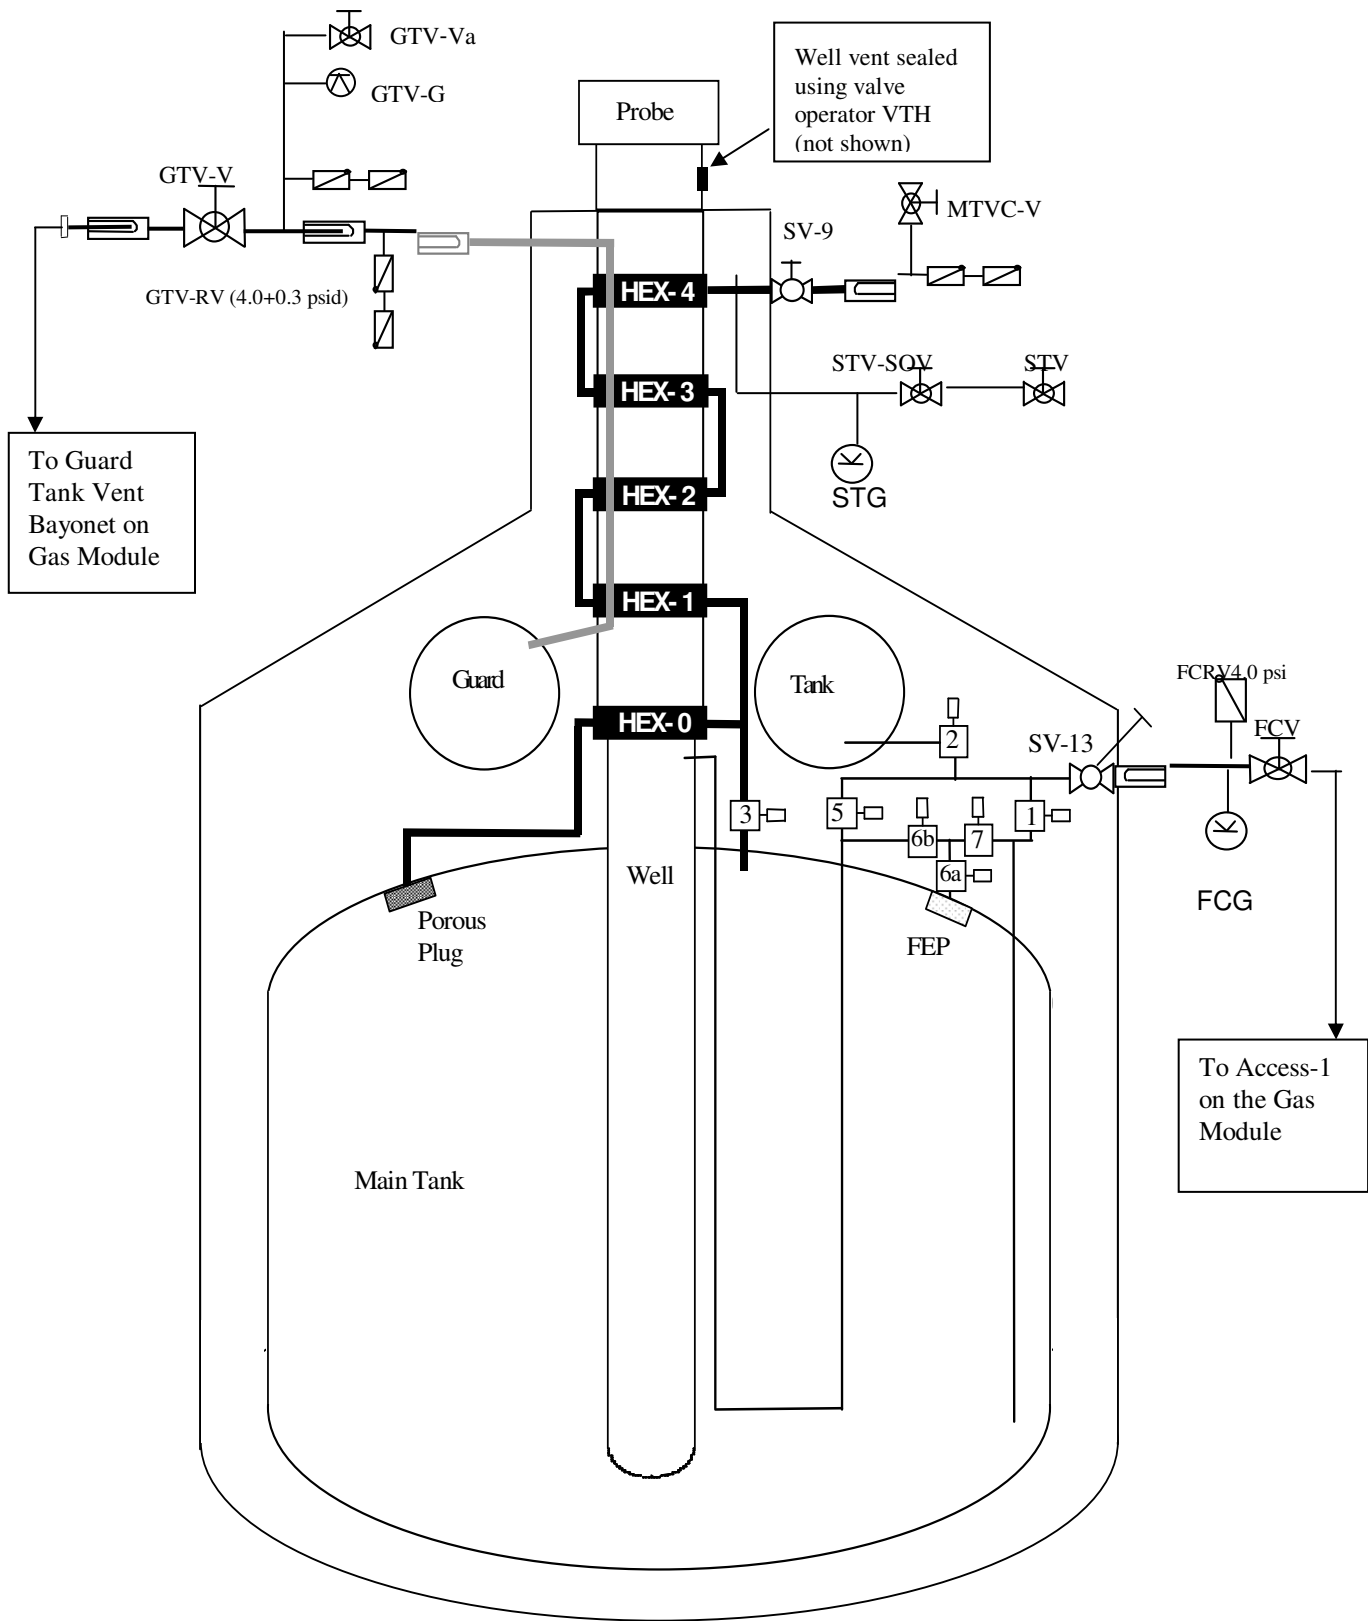 GTV-Va
GTV-G
Probe
Well vent sealed
using valve
operator VTH
(not shown)
GTV-V
MTVC-V
SV-9
GTV-RV (4.0+0.3 psid)
HEX- 4
STV-SOV
STV
HEX- 3
To Guard
Tank Vent
Bayonet on
Gas Module
HEX- 2
STG
HEX- 1
Guard
Tank
FCRV4.0 psi
HEX-0
2
SV-13
FCV
3
5
6b
7
1
Well
6a
FCG
Porous
Plug
FEP
To Access-1
on the Gas
Module
Main Tank